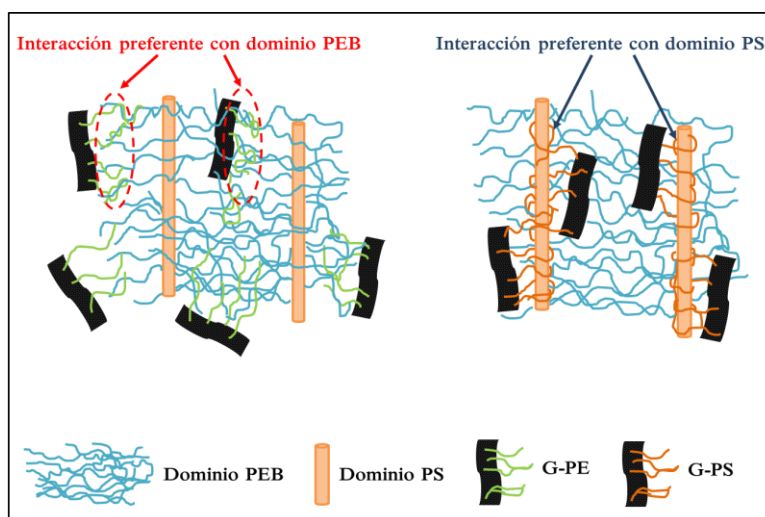 Interacción preferente con dominio PEB
Interacción preferente con dominio PS
Dominio PEB
Dominio PS
G-PE
G-PS